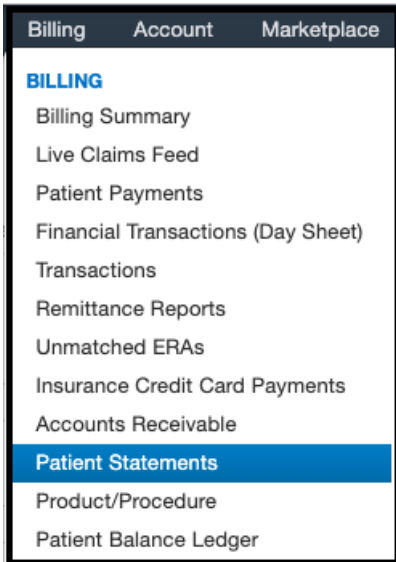 Billing Account Marketplace
BILLING
Billing Summary
Live Claims Feed
Patient Payments
Financial Transactions (Day Sheet)
Transactions
Remittance Reports
Unmatched ERAs
Insurance Credit Card Payments
Accounts Receivable
Patient Statements
Product/Procedure
Patient Balance Ledger